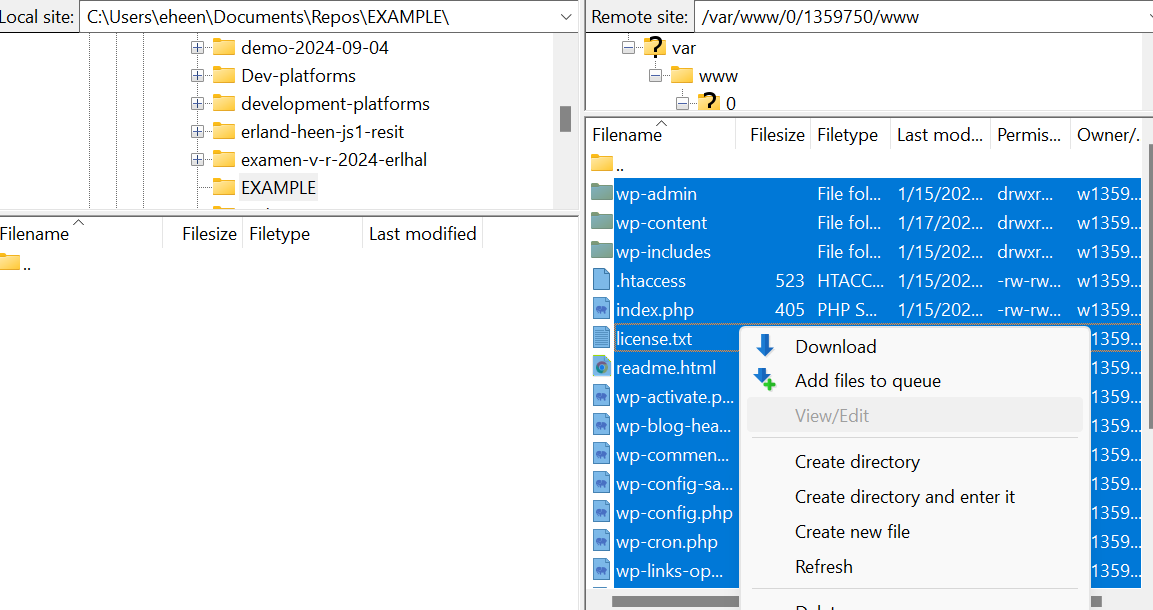 Local site: C:\Users\eheen\Documents\Repos\EXAMPLE\
demo-2024-09-04
Dev-platforms
development-platforms
erland-heen-js1-resit
examen-v-r-2024-erlhal
EXAMPLE
Filename Filesize Filetype Last modified
..
Remote site: /var/www/0/1359750/www
? var
www
? 0
Filename Filesize Filetype Last mod... Permis... Owner/.
..
wp-admin File fol... 1/15/202... drwxr... w1359...
wp-content File fol... 1/17/202... drwxr... w1359...
wp-includes File fol... 1/15/202... drwxr... w1359...
.htaccess 523 HTACC... 1/15/202... -rw-rw... w1359...
index.php 405 PHP S... 1/15/202... -rw-rw... w1359...
license.txt 1359...
readme.html 1359...
wp-activate.p... 1359...
wp-blog-hea... 1359...
wp-commen... 1359...
wp-config-sa... 1359...
wp-config.php 1359...
wp-cron.php 1359...
wp-links-op... 1359...
Download
Add files to queue
View/Edit
Create directory
Create directory and enter it
Create new file
Refresh